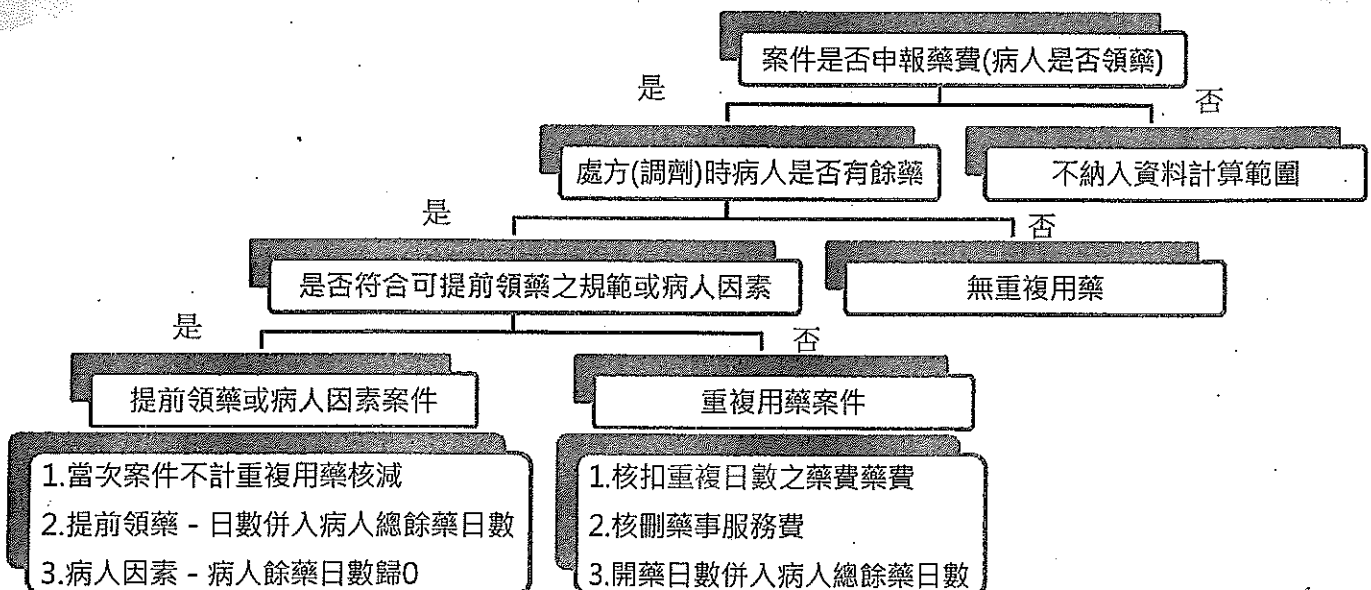 案件是否申報藥費(病人是否領藥)
是
否
處方(調劑)時病人是否有餘藥
不納入資料計算範圍
是
否
是否符合可提前領藥之規範或病人因素
無重複用藥
是
否
提前領藥或病人因素案件
重複用藥案件
1.當次案件不計重複用藥核減
2.提前領藥 - 日數併入病人總餘藥日數
3.病人因素 - 病人餘藥日數歸0
1.核扣重複日數之藥費藥費
2.核刪藥事服務費
3.開藥日數併入病人總餘藥日數